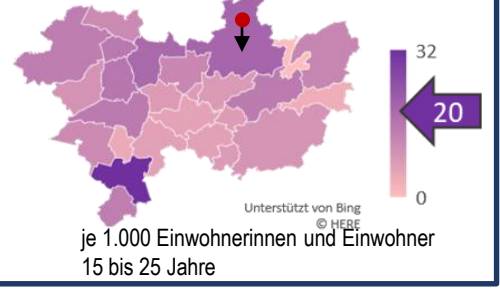 32
20
0
Unterstützt von Bing
© HERE
je 1.000 Einwohnerinnen und Einwohner
15 bis 25 Jahre